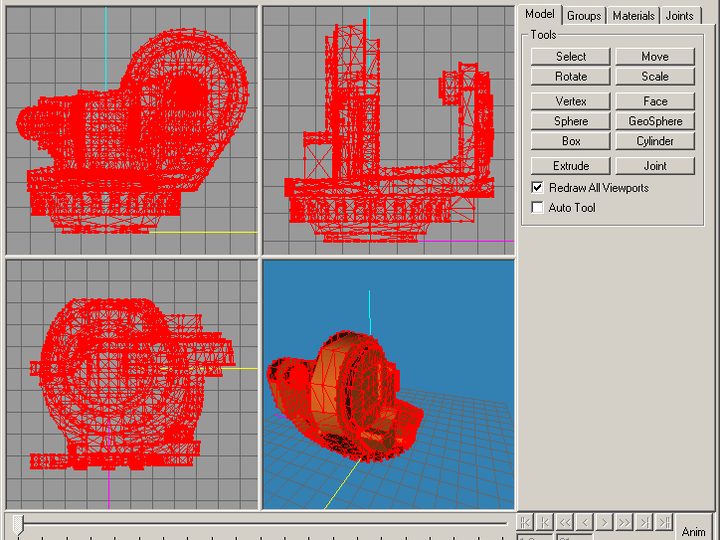 Model Groups Materials Joints
Tools
Select Move
Rotate Scale
Vertex Face
Sphere GeoSphere
Box Cylinder
Extrude Joint
Redraw All Viewports
Auto Tool
Anim